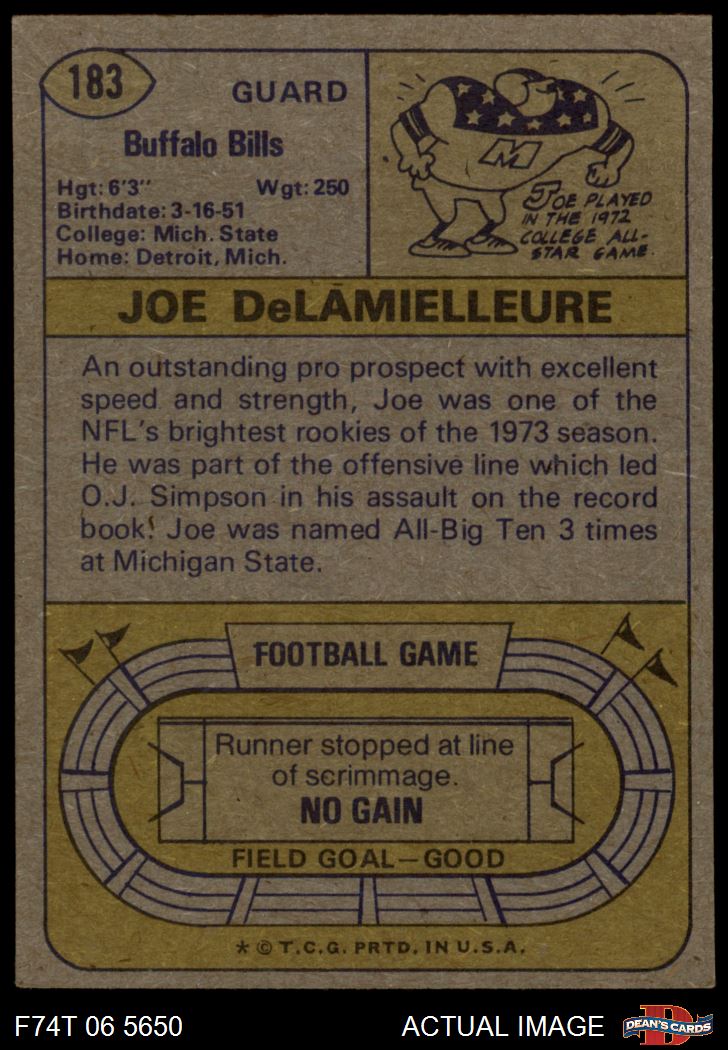 183
GUARD
Buffalo Bills
Hgt: 6'3" Wgt: 250
Birthdate: 3-16-51
College: Mich. State
Home: Detroit, Mich.
M
JOE PLAYED
IN THE 1972
COLLEGE ALL-
STAR GAME.
JOE DeLAMIELLEURE
An outstanding pro prospect with excellent
speed and strength, Joe was one of the
NFL's brightest rookies of the 1973 season.
He was part of the offensive line which led
O.J. Simpson in his assault on the record
book! Joe was named All-Big Ten 3 times
at Michigan State.
FOOTBALL GAME
Runner stopped at line
of scrimmage.
NO GAIN
FIELD GOAL—GOOD
* © T.C.G. PRTD. IN U.S.A.
F74T 06 5650 ACTUAL IMAGE
D
DEAN'S CARDS